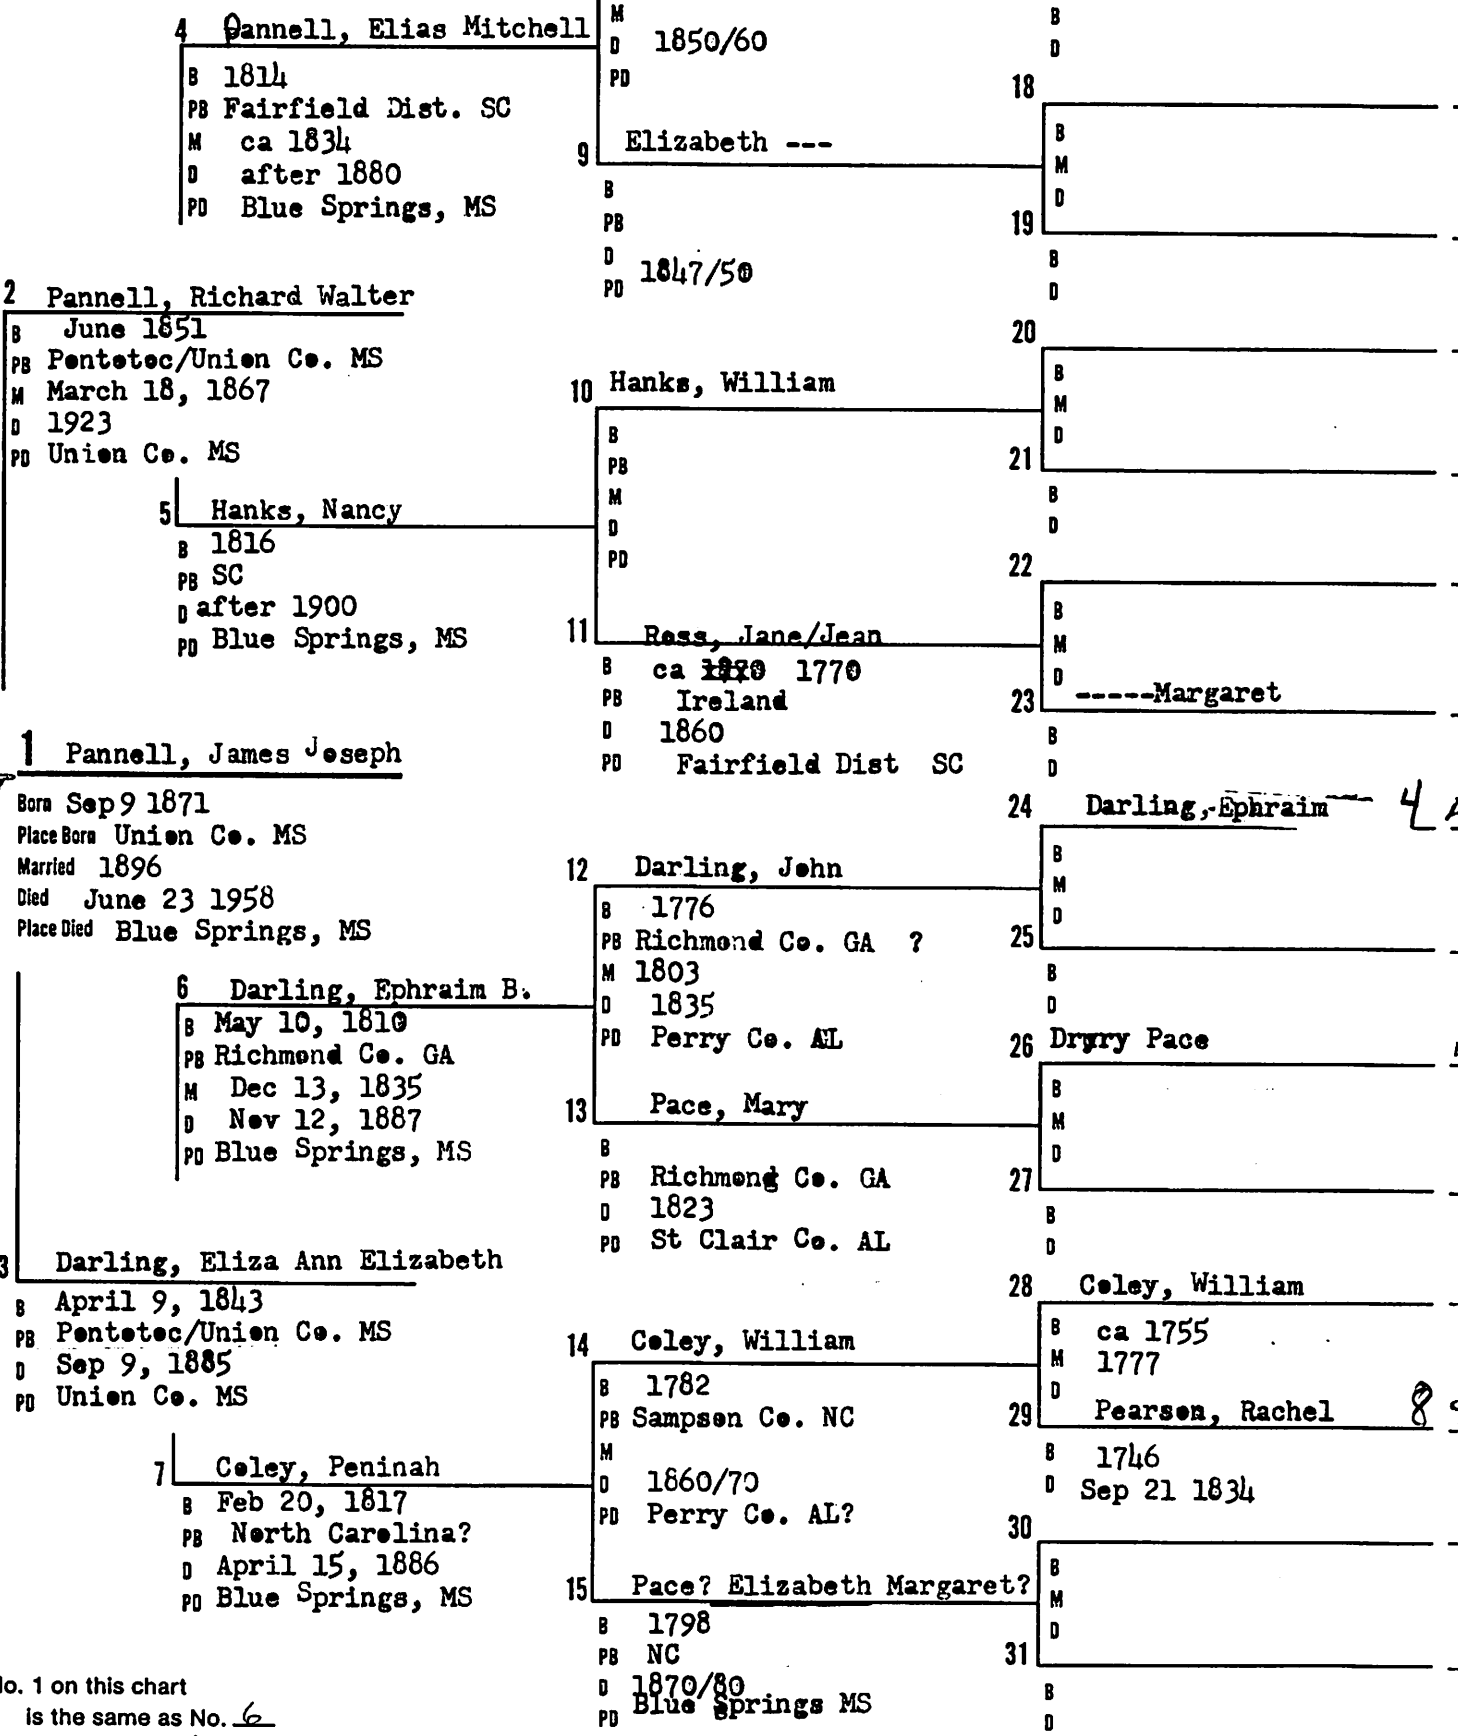 4 Pannell, Elias Mitchell
B 1814
PB Fairfield Dist. SC
M ca 1834
D after 1880
PD Blue Springs, MS
M
D 1850/60
PD
9 Elizabeth ---
B
PB
D 1847/50
PD
B
D
18
B
M
D
19
B
D
2 Pannell, Richard Walter
B June 1851
PB Pontotoc/Union Co. MS
M March 18, 1867
D 1923
PD Union Co. MS
5 Hanks, Nancy
B 1816
PB SC
D after 1900
PD Blue Springs, MS
10 Hanks, William
B
PB
M
D
PD
11 Ross, Jane/Jean
B ca 1770
PB Ireland
D 1860
PD Fairfield Dist SC
20
B
M
D
21
B
D
22
B
M
D
23 -----Margaret
B
D
1 Pannell, James Joseph
Born Sep 9 1871
Place Born Union Co. MS
Married 1896
Died June 23 1958
Place Died Blue Springs, MS
6 Darling, Ephraim B.
B May 10, 1810
PB Richmond Co. GA
M Dec 13, 1835
D Nov 12, 1887
PD Blue Springs, MS
12 Darling, John
B 1776
PB Richmond Co. GA ?
M 1803
D 1835
PD Perry Co. AL
13 Pace, Mary
B
PB Richmond Co. GA
D 1823
PD St Clair Co. AL
24 Darling, Ephraim 4
B
M
D
25
B
D
26 Drury Pace
B
M
D
27
B
D
3 Darling, Eliza Ann Elizabeth
B April 9, 1843
PB Pontotoc/Union Co. MS
D Sep 9, 1885
PD Union Co. MS
7 Coley, Peninah
B Feb 20, 1817
PB North Carolina?
D April 15, 1886
PD Blue Springs, MS
14 Coley, William
B 1782
PB Sampson Co. NC
M
D 1860/70
PD Perry Co. AL?
15 Pace? Elizabeth Margaret?
B 1798
PB NC
D 1870/80
PD Blue Springs MS
28 Coley, William
B ca 1755
M 1777
D
29 Pearson, Rachel 8
B 1746
D Sep 21 1834
30
B
M
D
31
B
D
No. 1 on this chart
is the same as No. 6